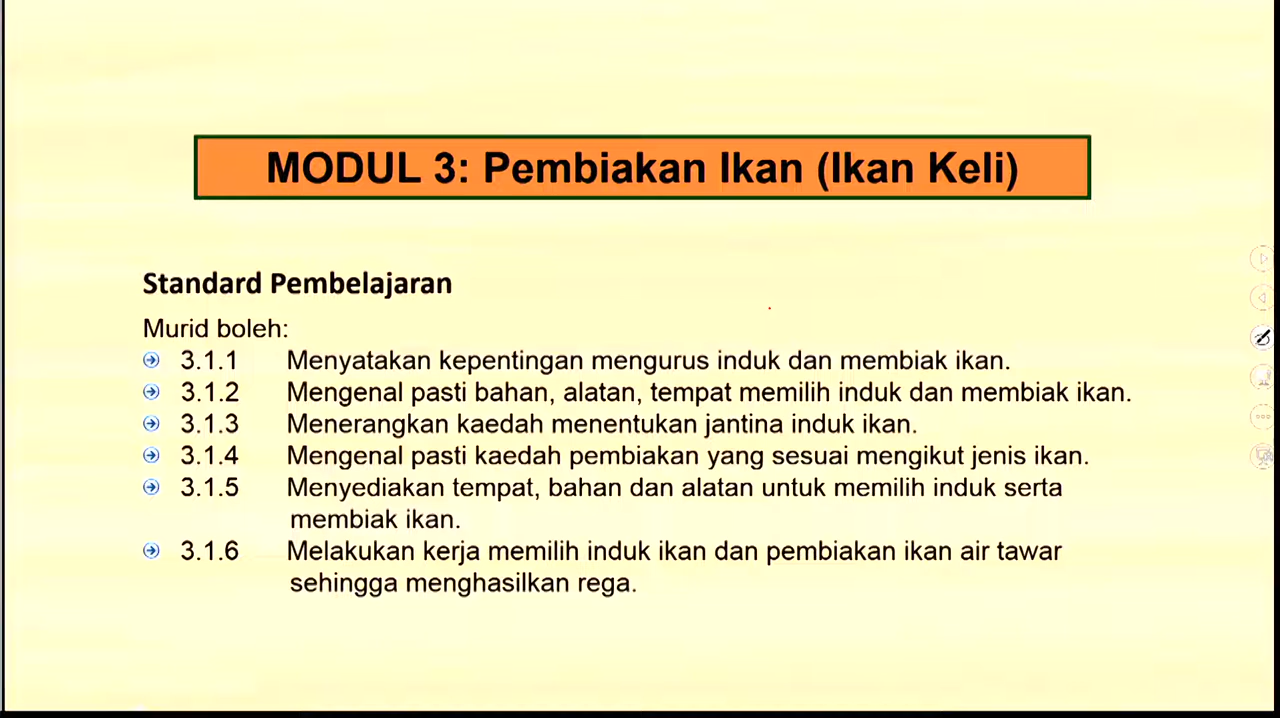 MODUL 3: Pembiakan Ikan (Ikan Keli)
Standard Pembelajaran
Murid boleh:
3.1.1 Menyatakan kepentingan mengurus induk dan membiak ikan.
3.1.2 Mengenal pasti bahan, alatan, tempat memilih induk dan membiak ikan.
3.1.3 Menerangkan kaedah menentukan jantina induk ikan.
3.1.4 Mengenal pasti kaedah pembiakan yang sesuai mengikut jenis ikan.
3.1.5 Menyediakan tempat, bahan dan alatan untuk memilih induk serta
membiak ikan.
3.1.6 Melakukan kerja memilih induk ikan dan pembiakan ikan air tawar
sehingga menghasilkan rega.